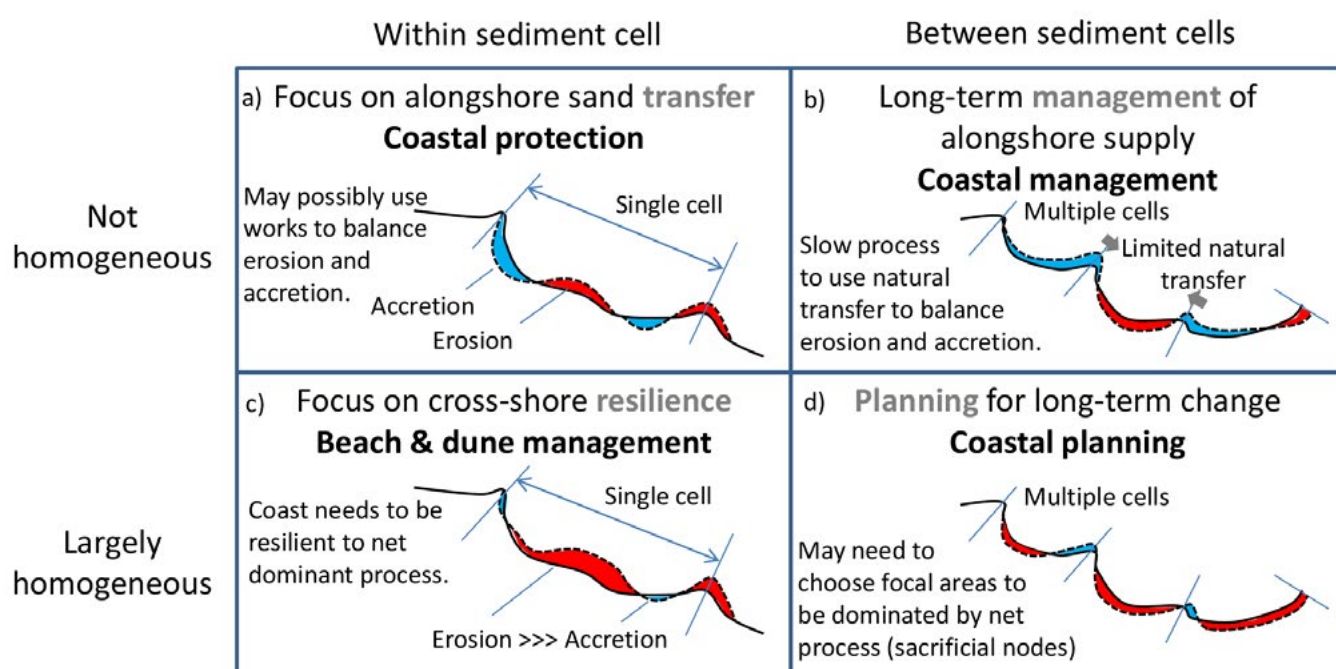 Within sediment cell
Between sediment cells
Not
homogeneous
a) Focus on alongshore sand transfer
Coastal protection
May possibly use
works to balance
erosion and
accretion.
Single cell
Accretion
Erosion
b) Long-term management of
alongshore supply
Coastal management
Multiple cells
Limited natural
transfer
Slow process
to use natural
transfer to balance
erosion and accretion.
Largely
homogeneous
c) Focus on cross-shore resilience
Beach & dune management
Single cell
Coast needs to be
resilient to net
dominant process.
Erosion >>> Accretion
d) Planning for long-term change
Coastal planning
Multiple cells
May need to
choose focal areas to
be dominated by net
process (sacrificial nodes)